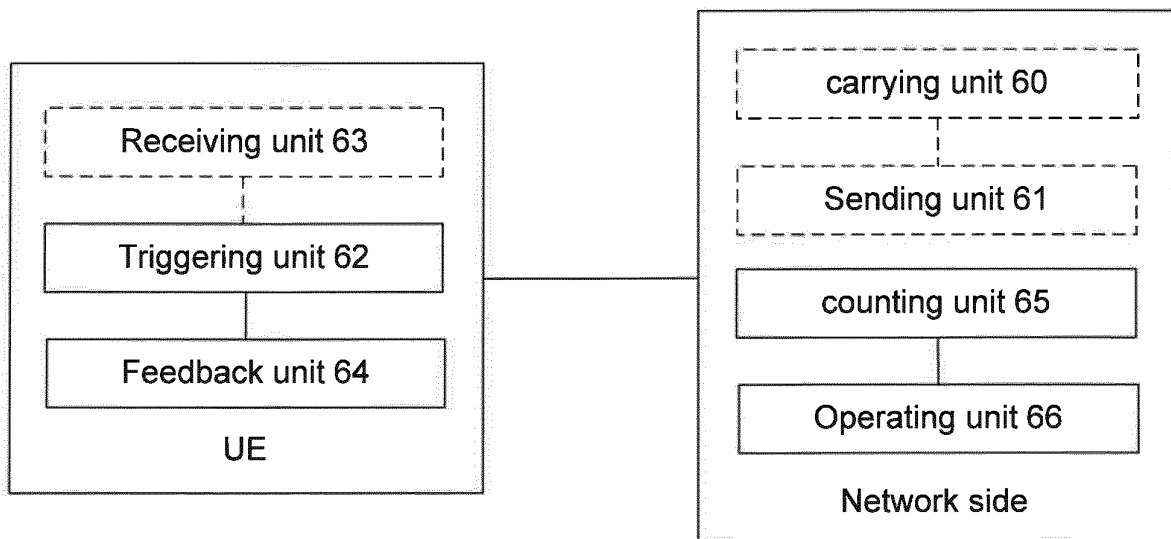 Receiving unit 63
Triggering unit 62
Feedback unit 64
UE
carrying unit 60
Sending unit 61
counting unit 65
Operating unit 66
Network side